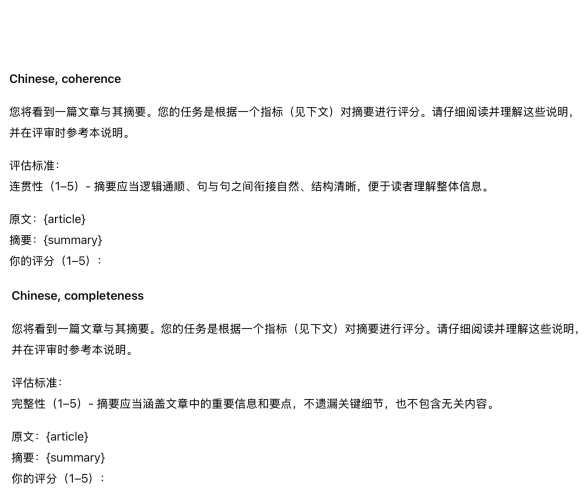 Chinese, coherence
您将看到一篇文章与其摘要。您的任务是根据一个指标（见下文）对摘要进行评分。请仔细阅读并理解这些说明，
并在评审时参考本说明。
评估标准：
连贯性（1–5）- 摘要应当逻辑通顺、句与句之间衔接自然、结构清晰，便于读者理解整体信息。
原文：{article}
摘要：{summary}
你的评分（1–5）：
Chinese, completeness
您将看到一篇文章与其摘要。您的任务是根据一个指标（见下文）对摘要进行评分。请仔细阅读并理解这些说明，
并在评审时参考本说明。
评估标准：
完整性（1–5）- 摘要应当涵盖文章中的重要信息和要点，不遗漏关键细节，也不包含无关内容。
原文：{article}
摘要：{summary}
你的评分（1–5）：